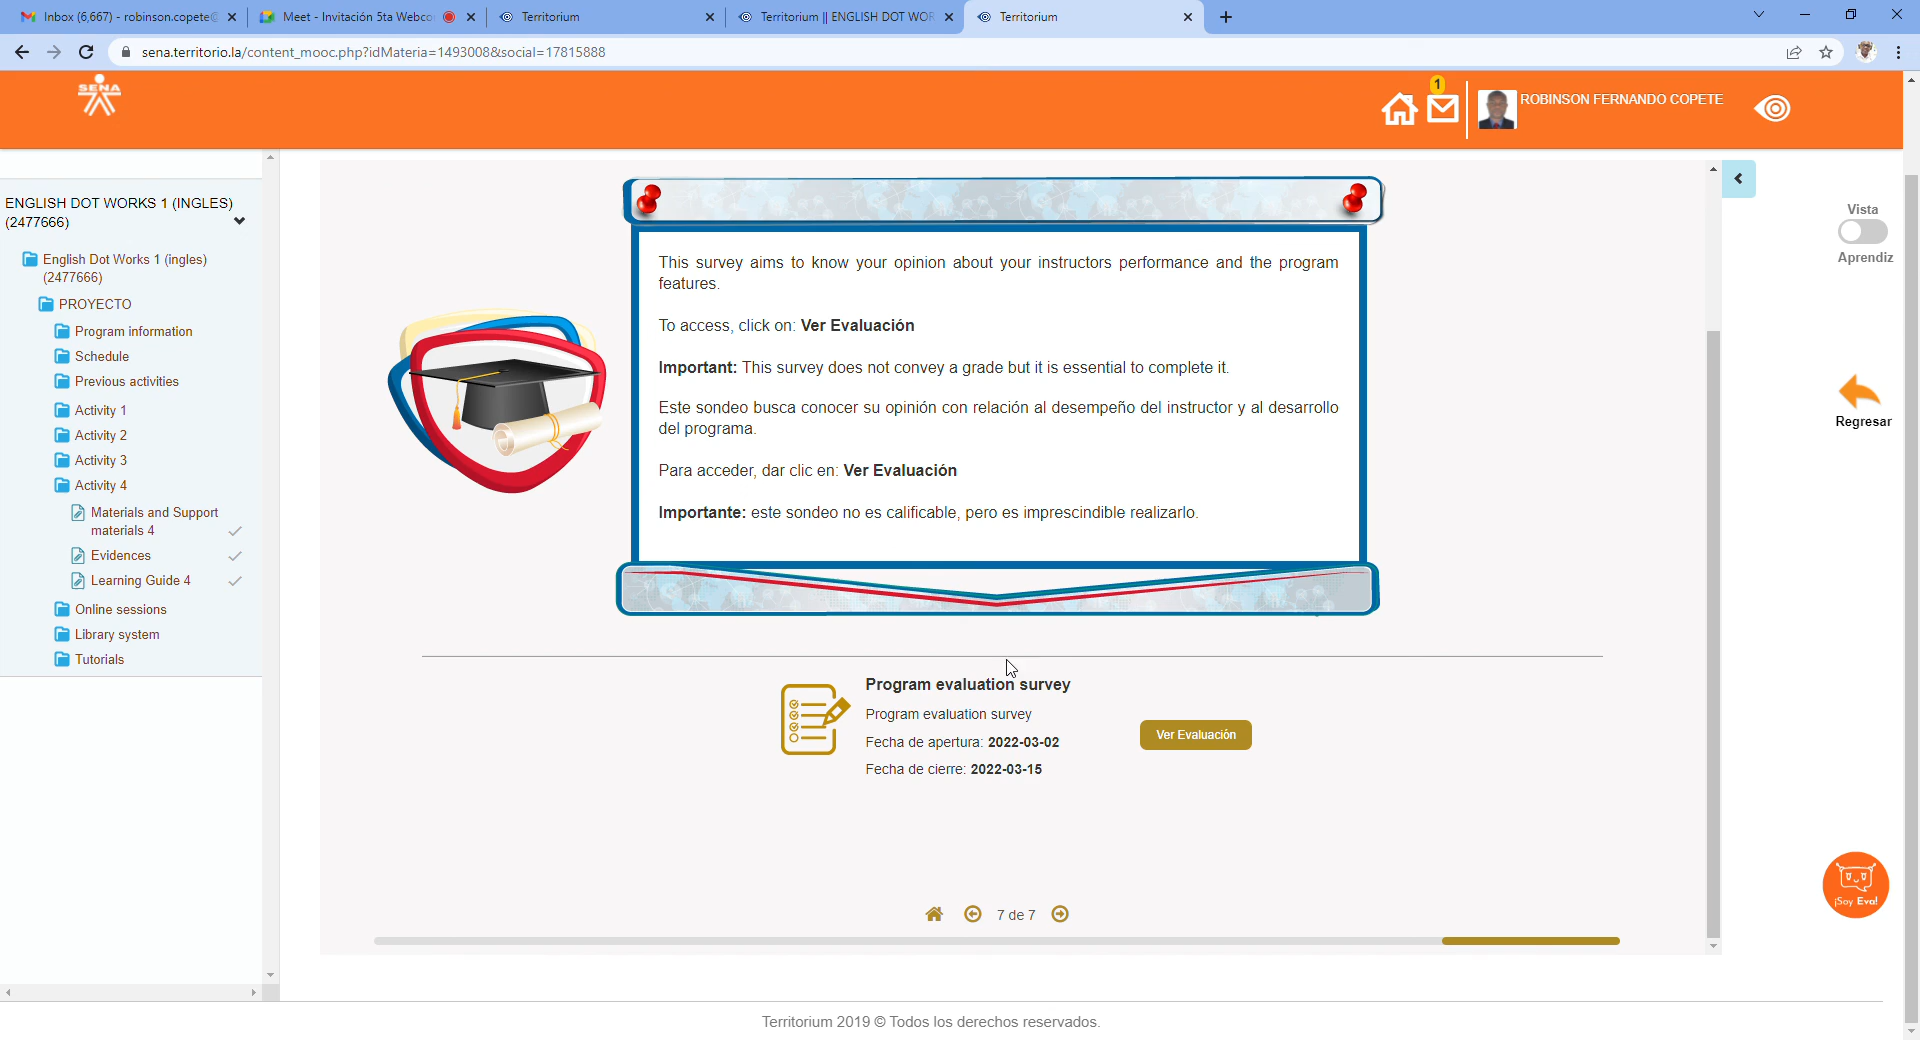 Inbox (6,667) - robinson.copete@
Meet - Invitación 5ta Webco
Territorium
Territorium || ENGLISH DOT WOR
Territorium
sena.territorio.la/content_mooc.php?idMateria=1493008&social=17815888
SENA
1
ROBINSON FERNANDO COPETE
ENGLISH DOT WORKS 1 (INGLES)
(2477666)
English Dot Works 1 (ingles)
(2477666)
PROYECTO
Program information
Schedule
Previous activities
Activity 1
Activity 2
Activity 3
Activity 4
Materials and Support
materials 4
Evidences
Learning Guide 4
Online sessions
Library system
Tutorials
This survey aims to know your opinion about your instructors performance and the program
features.
To access, click on: Ver Evaluación
Important: This survey does not convey a grade but it is essential to complete it.
Este sondeo busca conocer su opinión con relación al desempeño del instructor y al desarrollo
del programa.
Para acceder, dar clic en: Ver Evaluación
Importante: este sondeo no es calificable, pero es imprescindible realizarlo.
Program evaluation survey
Program evaluation survey
Fecha de apertura: 2022-03-02
Fecha de cierre: 2022-03-15
Ver Evaluación
7 de 7
Vista
Aprendiz
Regresar
¡Soy Eva!
Territorium 2019 © Todos los derechos reservados.